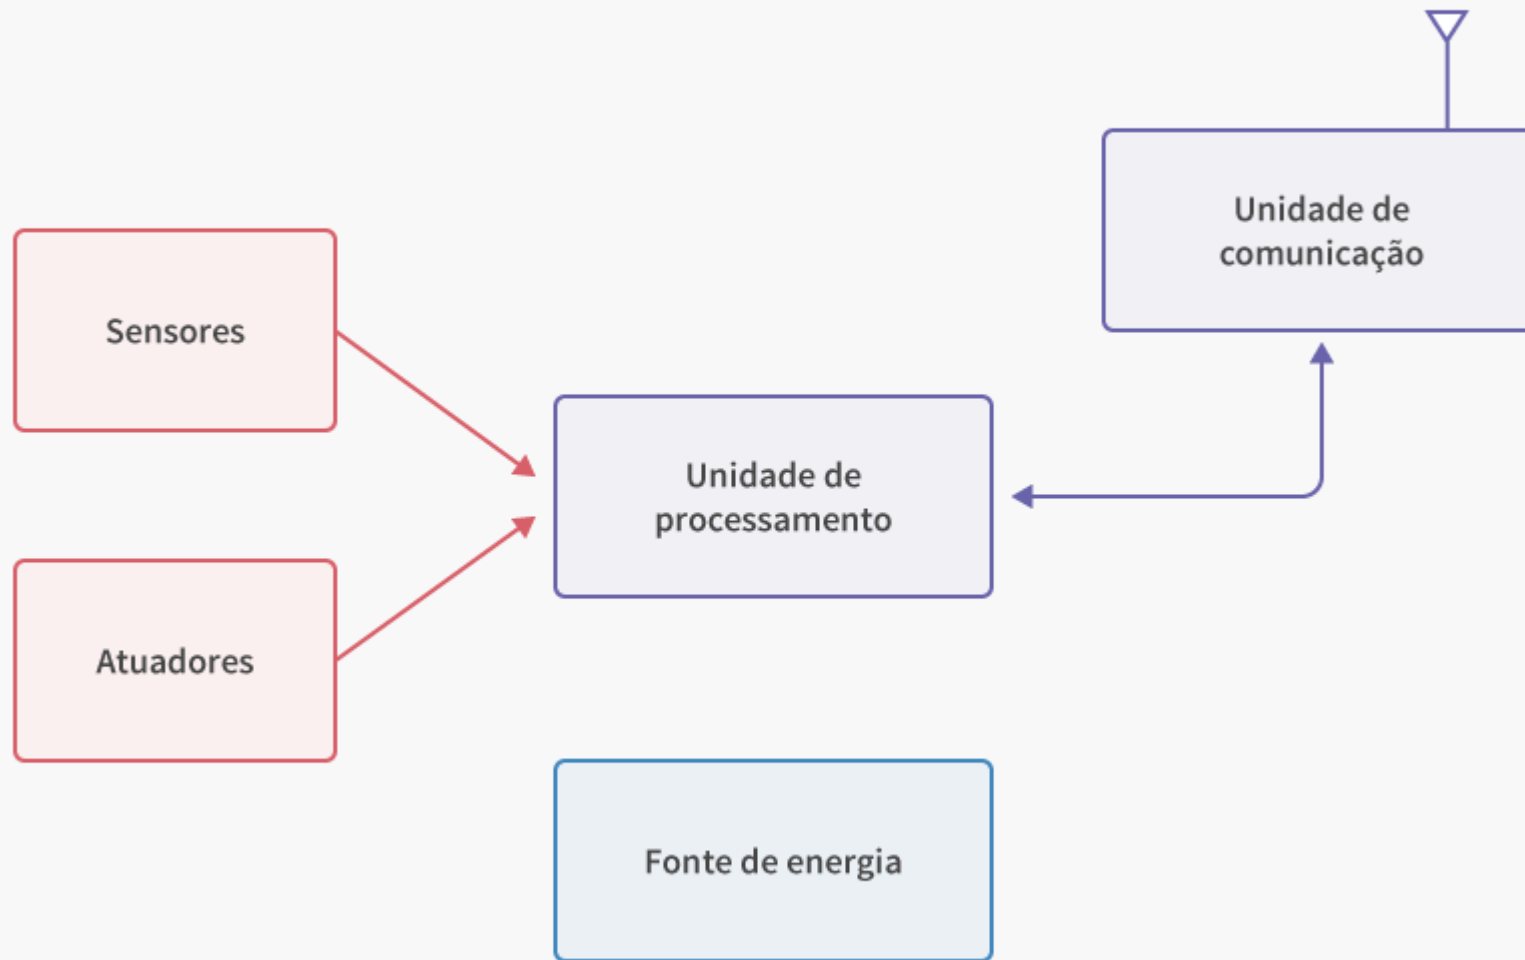 Unidade de
comunicação
Sensores
Unidade de
processamento
Atuadores
Fonte de energia